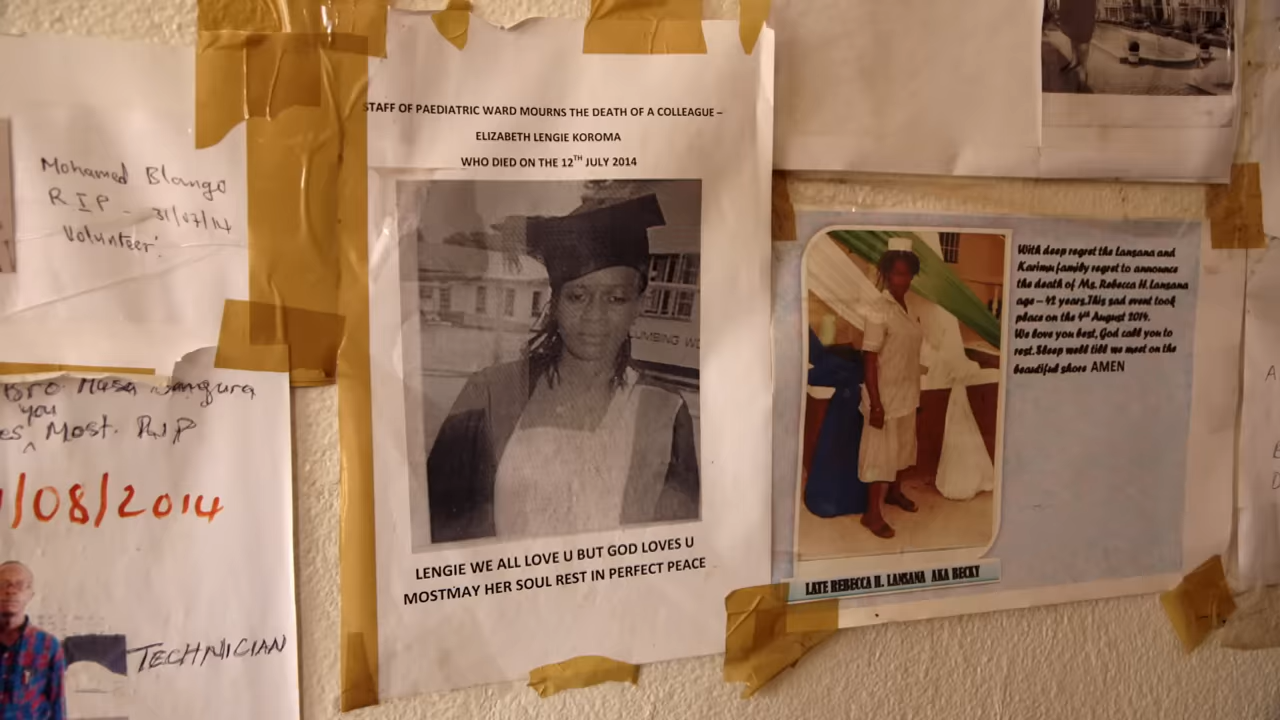 Mohamed Blango
RIP - 31/07/14
Volunteer.
Bro. Musa
you
es Most. RIP
/08/2014
TECHNICIAN
STAFF OF PAEDIATRIC WARD MOURNS THE DEATH OF A COLLEAGUE –
ELIZABETH LENGIE KOROMA
WHO DIED ON THE 12TH JULY 2014
LENGIE WE ALL LOVE U BUT GOD LOVES U
MOSTMAY HER SOUL REST IN PERFECT PEACE
With deep regret the Lansana and
Karimu family regret to announce
the death of Ms. Rebecca H. Lansana
age – 42 years.This sad event took
place on the 4th August 2014.
We love you best, God call you to
rest.Sleep well till we meet on the
beautiful shore AMEN
LATE REBECCA H. LANSANA AKA BECKY